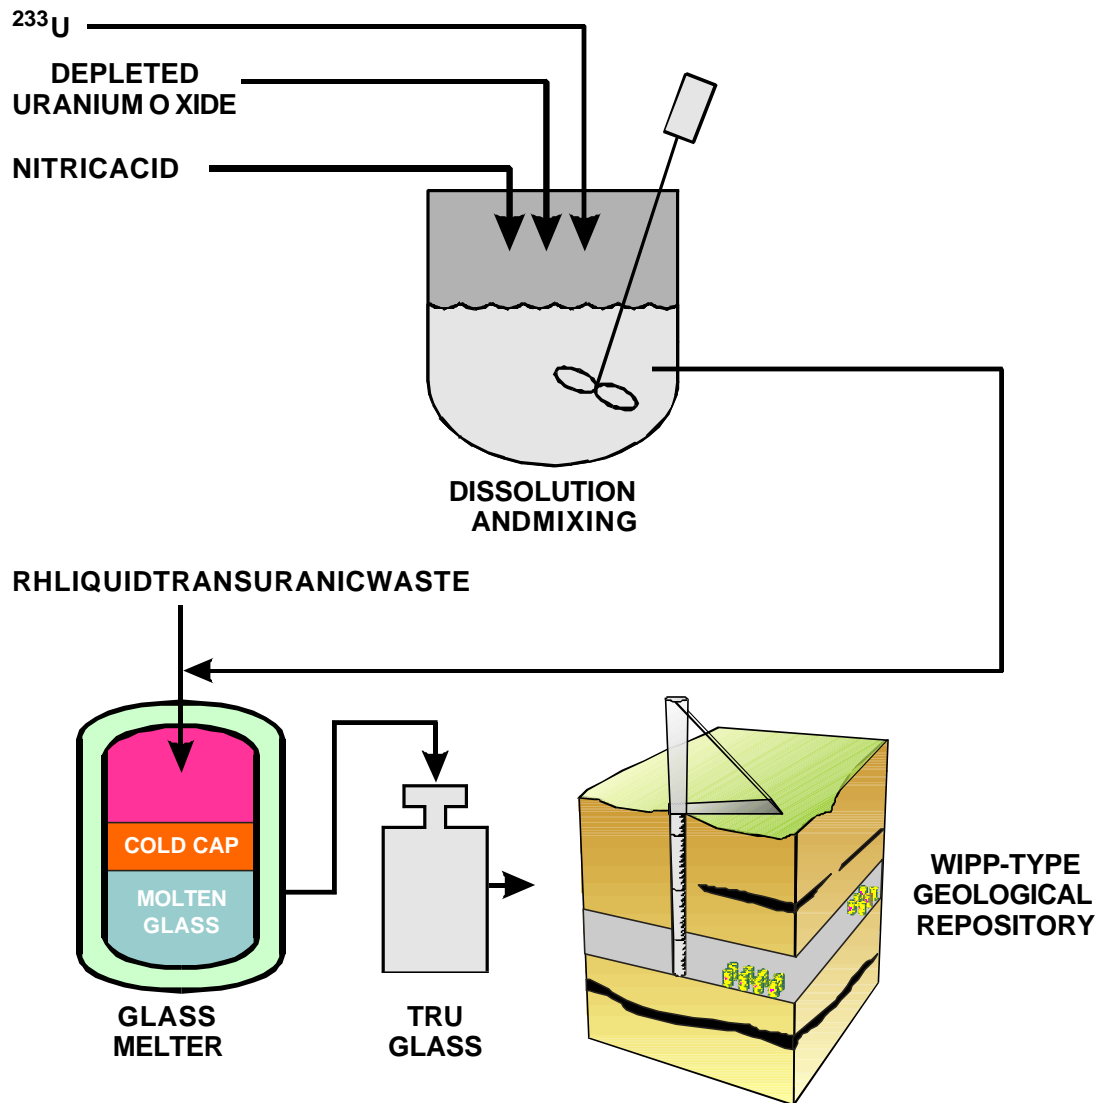 ²³³U
DEPLETED
URANIUM O XIDE
NITRICACID
DISSOLUTION
ANDMIXING
RHLIQUIDTRANSURANICWASTE
COLD CAP
MOLTEN
GLASS
GLASS
MELTER
TRU
GLASS
WIPP-TYPE
GEOLOGICAL
REPOSITORY